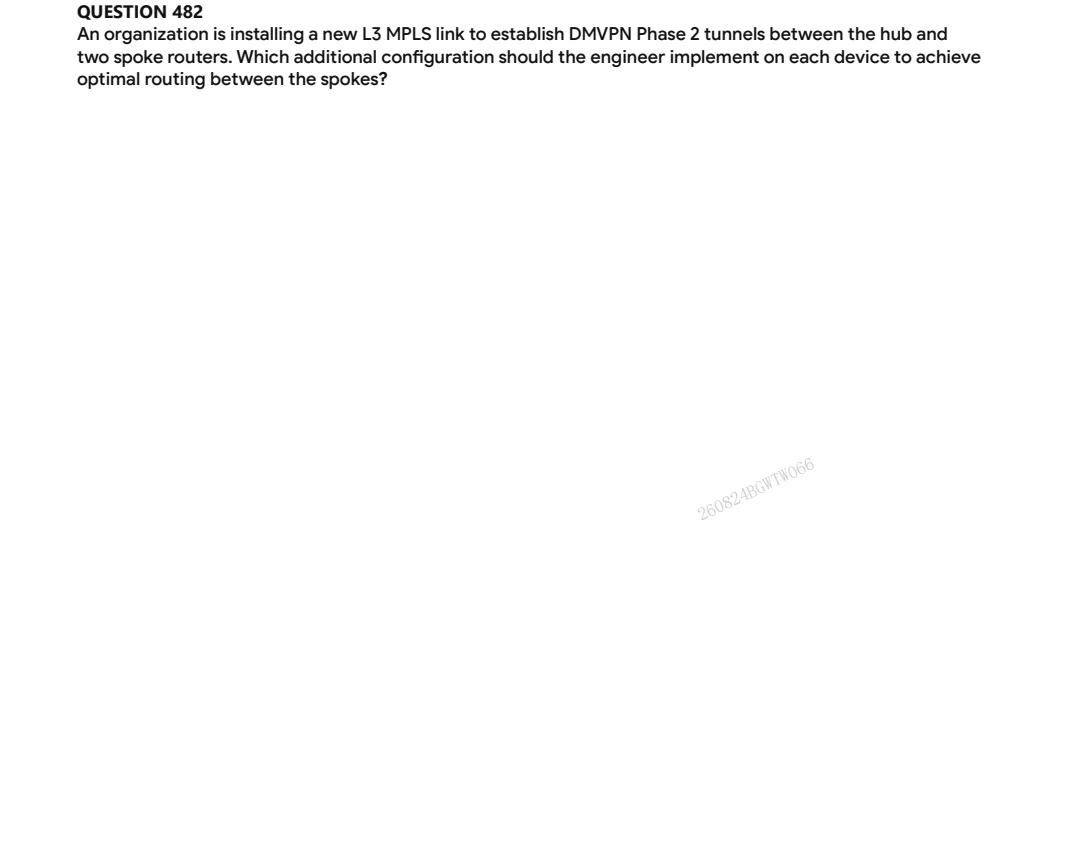 QUESTION 482
An organization is installing a new L3 MPLS link to establish DMVPN Phase 2 tunnels between the hub and
two spoke routers. Which additional configuration should the engineer implement on each device to achieve
optimal routing between the spokes?
260824BGWTW066